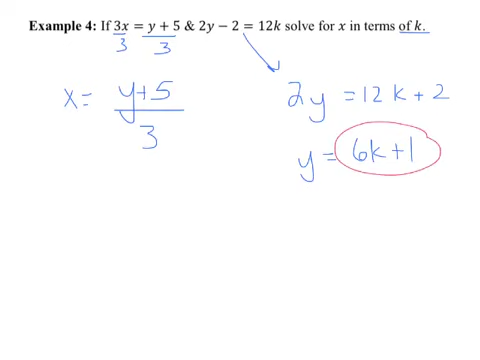 Example 4: If 3x = y + 5 & 2y − 2 = 12k solve for x in terms of k.
3 3
x = y+5
3
2y = 12k + 2
y = 6k + 1